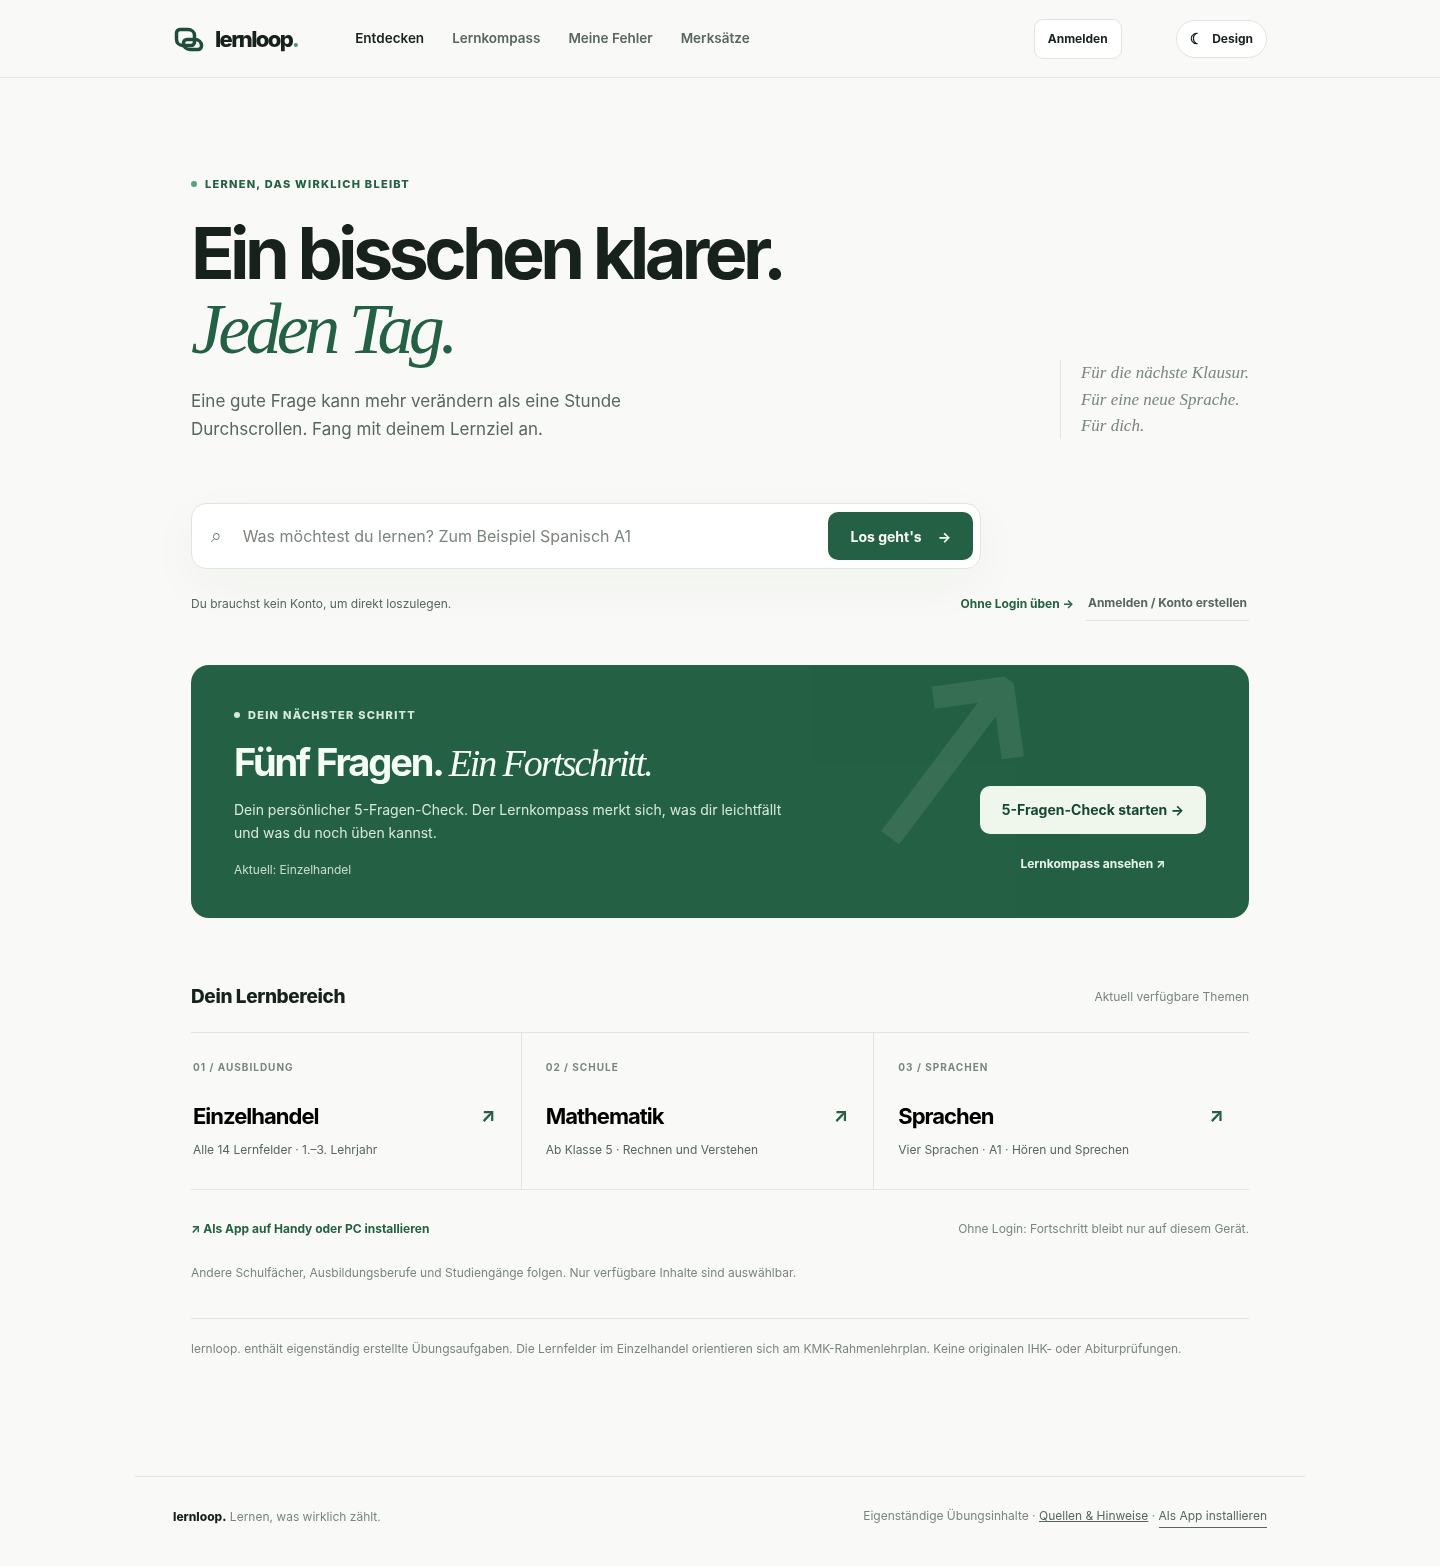 lernloop.
Entdecken
Lernkompass
Meine Fehler
Merksätze
Anmelden
☾ Design
LERNEN, DAS WIRKLICH BLEIBT
Ein bisschen klarer.
Jeden Tag.
Eine gute Frage kann mehr verändern als eine Stunde
Durchscrollen. Fang mit deinem Lernziel an.
Für die nächste Klausur.
Für eine neue Sprache.
Für dich.
Was möchtest du lernen? Zum Beispiel Spanisch A1
Los geht's →
Du brauchst kein Konto, um direkt loszulegen.
Ohne Login üben →
Anmelden / Konto erstellen
DEIN NÄCHSTER SCHRITT
Fünf Fragen. Ein Fortschritt.
Dein persönlicher 5-Fragen-Check. Der Lernkompass merkt sich, was dir leichtfällt
und was du noch üben kannst.
Aktuell: Einzelhandel
5-Fragen-Check starten →
Lernkompass ansehen ↗
Dein Lernbereich
Aktuell verfügbare Themen
01 / AUSBILDUNG
Einzelhandel ↗
Alle 14 Lernfelder · 1.–3. Lehrjahr
02 / SCHULE
Mathematik ↗
Ab Klasse 5 · Rechnen und Verstehen
03 / SPRACHEN
Sprachen ↗
Vier Sprachen · A1 · Hören und Sprechen
↗ Als App auf Handy oder PC installieren
Ohne Login: Fortschritt bleibt nur auf diesem Gerät.
Andere Schulfächer, Ausbildungsberufe und Studiengänge folgen. Nur verfügbare Inhalte sind auswählbar.
lernloop. enthält eigenständig erstellte Übungsaufgaben. Die Lernfelder im Einzelhandel orientieren sich am KMK-Rahmenlehrplan. Keine originalen IHK- oder Abiturprüfungen.
lernloop. Lernen, was wirklich zählt.
Eigenständige Übungsinhalte · Quellen & Hinweise · Als App installieren